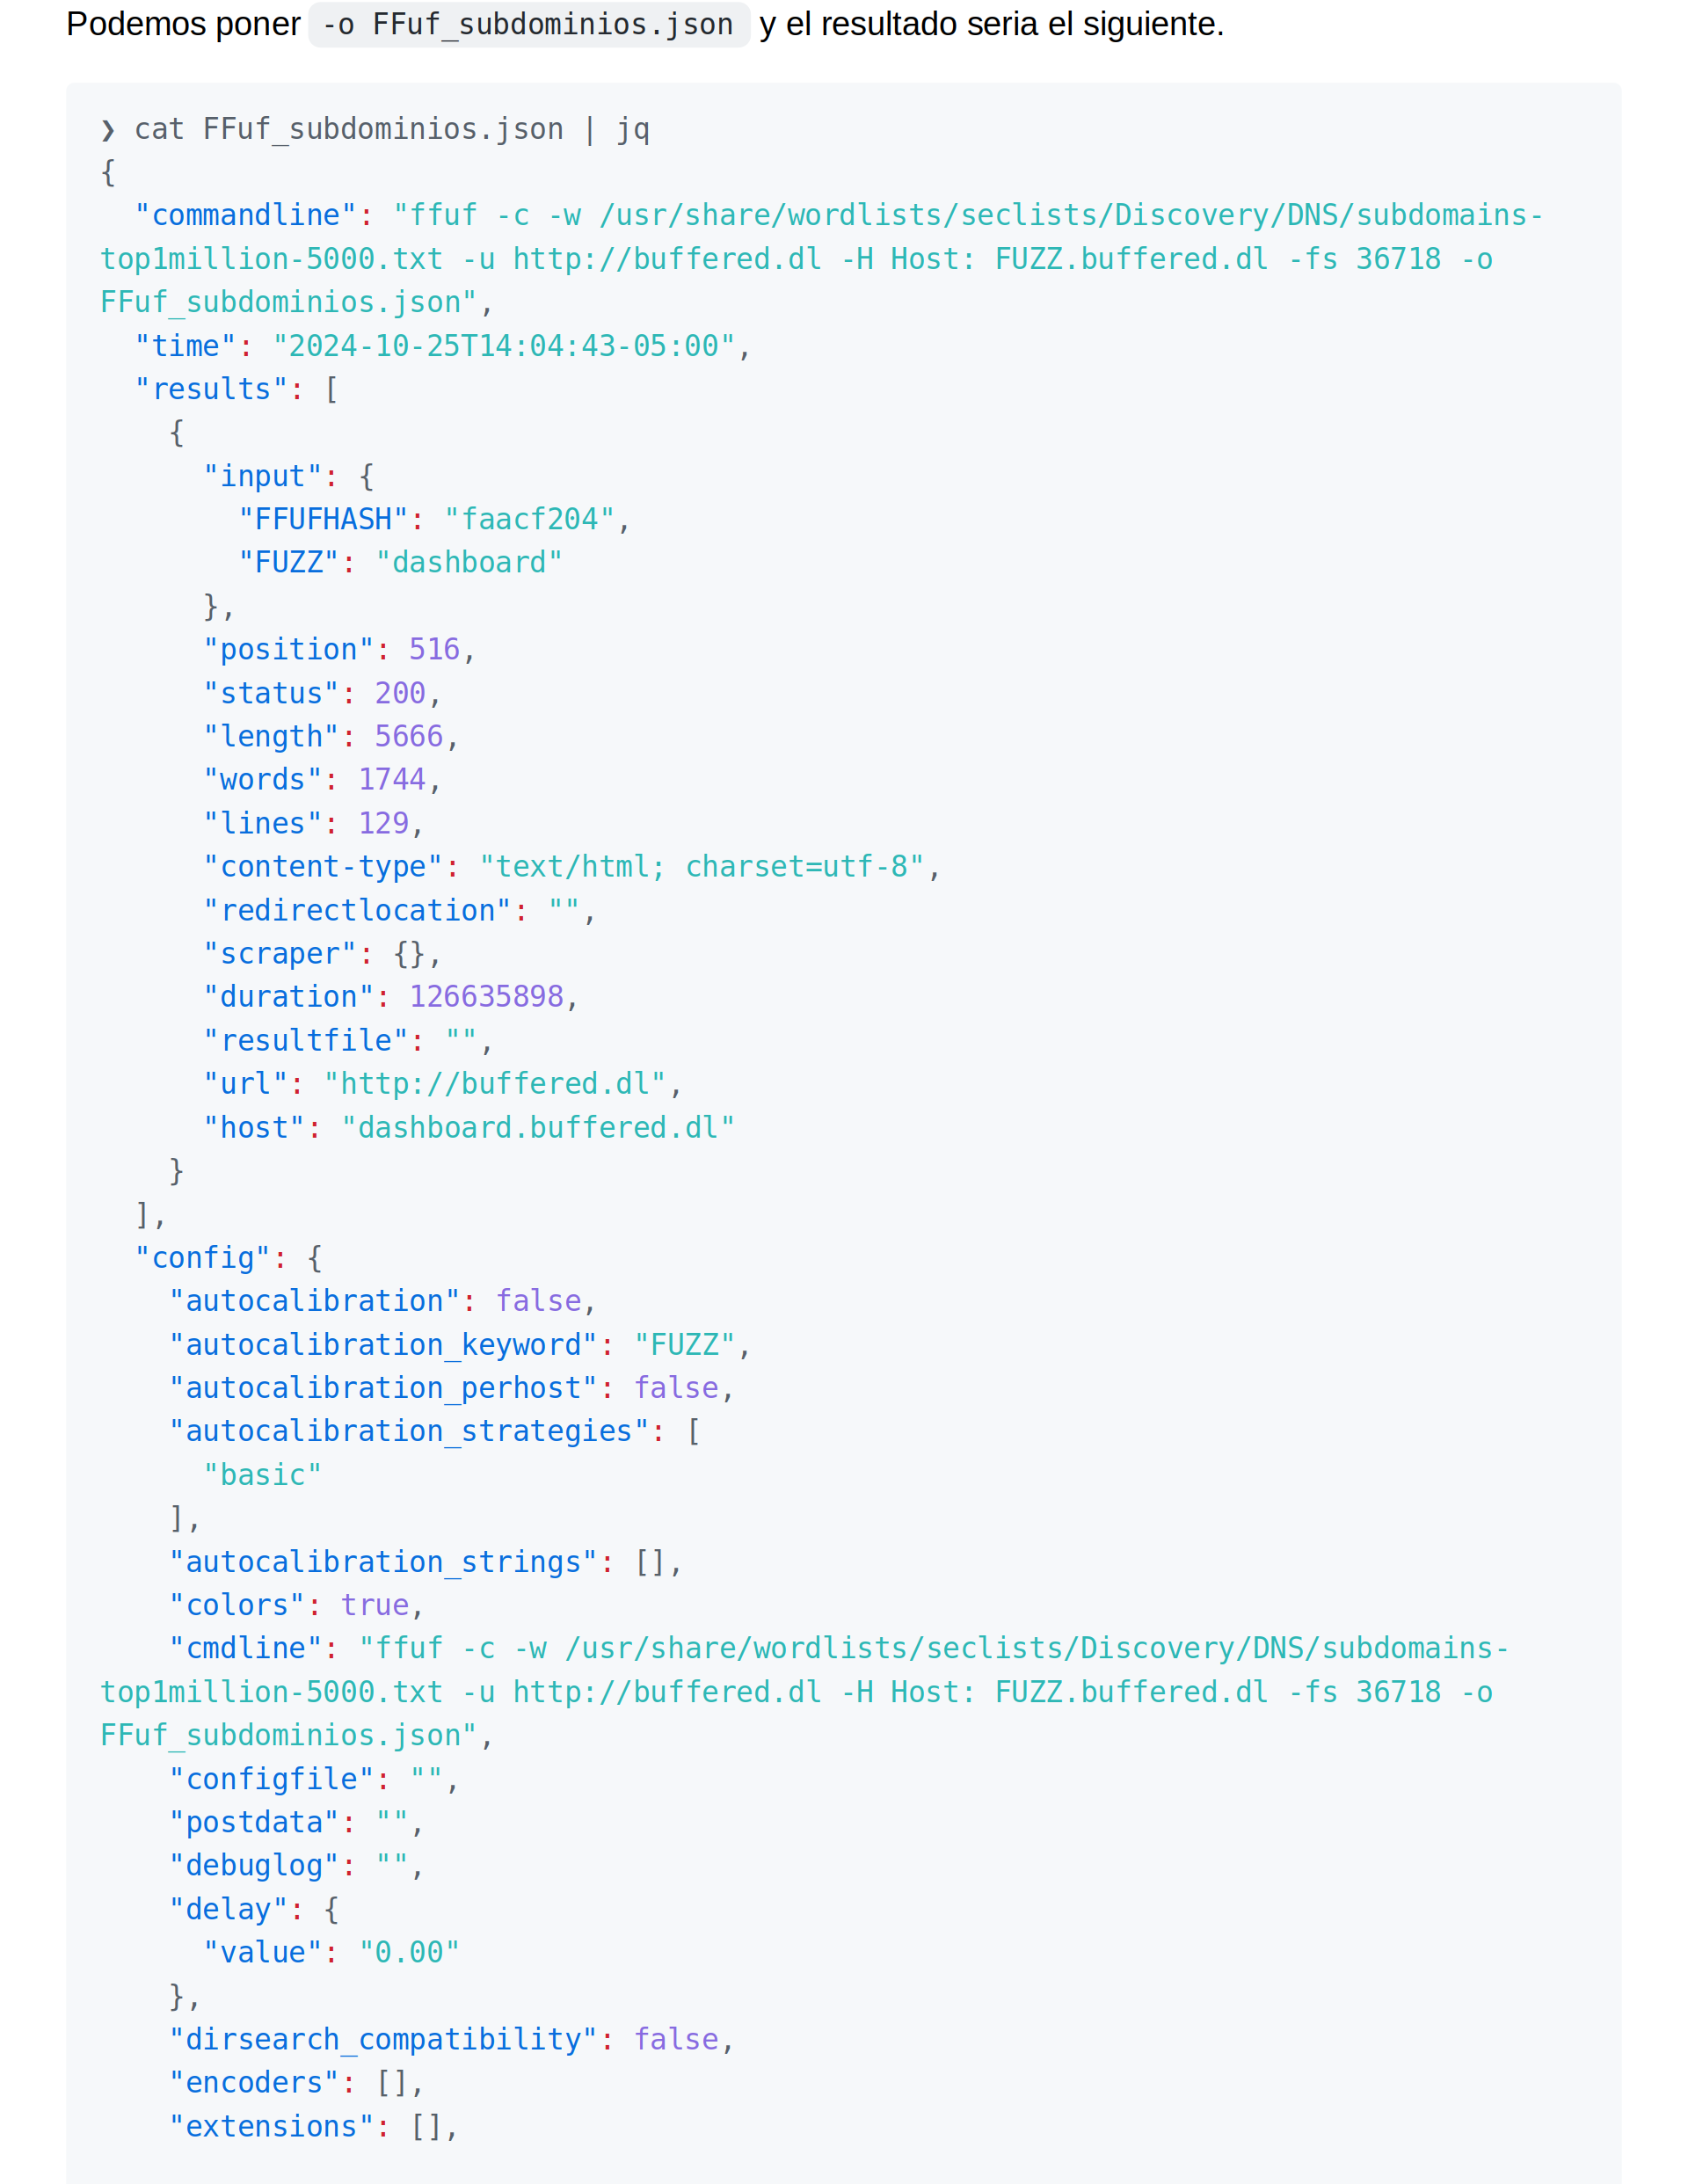 Podemos poner -o FFuf_subdominios.json y el resultado seria el siguiente.
❯ cat FFuf_subdominios.json | jq
{
  "commandline": "ffuf -c -w /usr/share/wordlists/seclists/Discovery/DNS/subdomains-
top1million-5000.txt -u http://buffered.dl -H Host: FUZZ.buffered.dl -fs 36718 -o
FFuf_subdominios.json",
  "time": "2024-10-25T14:04:43-05:00",
  "results": [
    {
      "input": {
        "FFUFHASH": "faacf204",
        "FUZZ": "dashboard"
      },
      "position": 516,
      "status": 200,
      "length": 5666,
      "words": 1744,
      "lines": 129,
      "content-type": "text/html; charset=utf-8",
      "redirectlocation": "",
      "scraper": {},
      "duration": 126635898,
      "resultfile": "",
      "url": "http://buffered.dl",
      "host": "dashboard.buffered.dl"
    }
  ],
  "config": {
    "autocalibration": false,
    "autocalibration_keyword": "FUZZ",
    "autocalibration_perhost": false,
    "autocalibration_strategies": [
      "basic"
    ],
    "autocalibration_strings": [],
    "colors": true,
    "cmdline": "ffuf -c -w /usr/share/wordlists/seclists/Discovery/DNS/subdomains-
top1million-5000.txt -u http://buffered.dl -H Host: FUZZ.buffered.dl -fs 36718 -o
FFuf_subdominios.json",
    "configfile": "",
    "postdata": "",
    "debuglog": "",
    "delay": {
      "value": "0.00"
    },
    "dirsearch_compatibility": false,
    "encoders": [],
    "extensions": [],